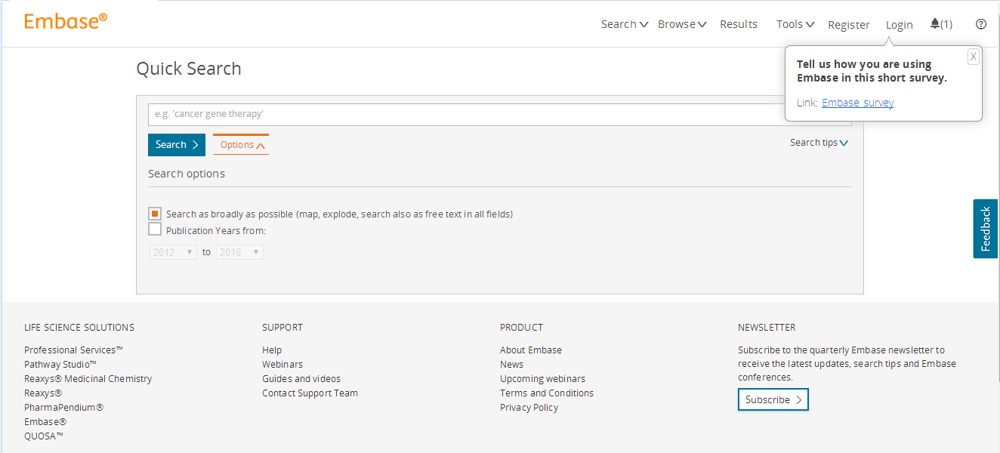 Embase®
Search Browse Results Tools Register Login (1)
Tell us how you are using
Embase in this short survey.
Link: Embase survey
X
Quick Search
e.g. 'cancer gene therapy'
Search Options
Search tips
Search options
Search as broadly as possible (map, explode, search also as free text in all fields)
Publication Years from:
2012 to 2016
Feedback
LIFE SCIENCE SOLUTIONS
Professional Services™
Pathway Studio™
Reaxys® Medicinal Chemistry
Reaxys®
PharmaPendium®
Embase®
QUOSA™
SUPPORT
Help
Webinars
Guides and videos
Contact Support Team
PRODUCT
About Embase
News
Upcoming webinars
Terms and Conditions
Privacy Policy
NEWSLETTER
Subscribe to the quarterly Embase newsletter to
receive the latest updates, search tips and Embase
conferences.
Subscribe